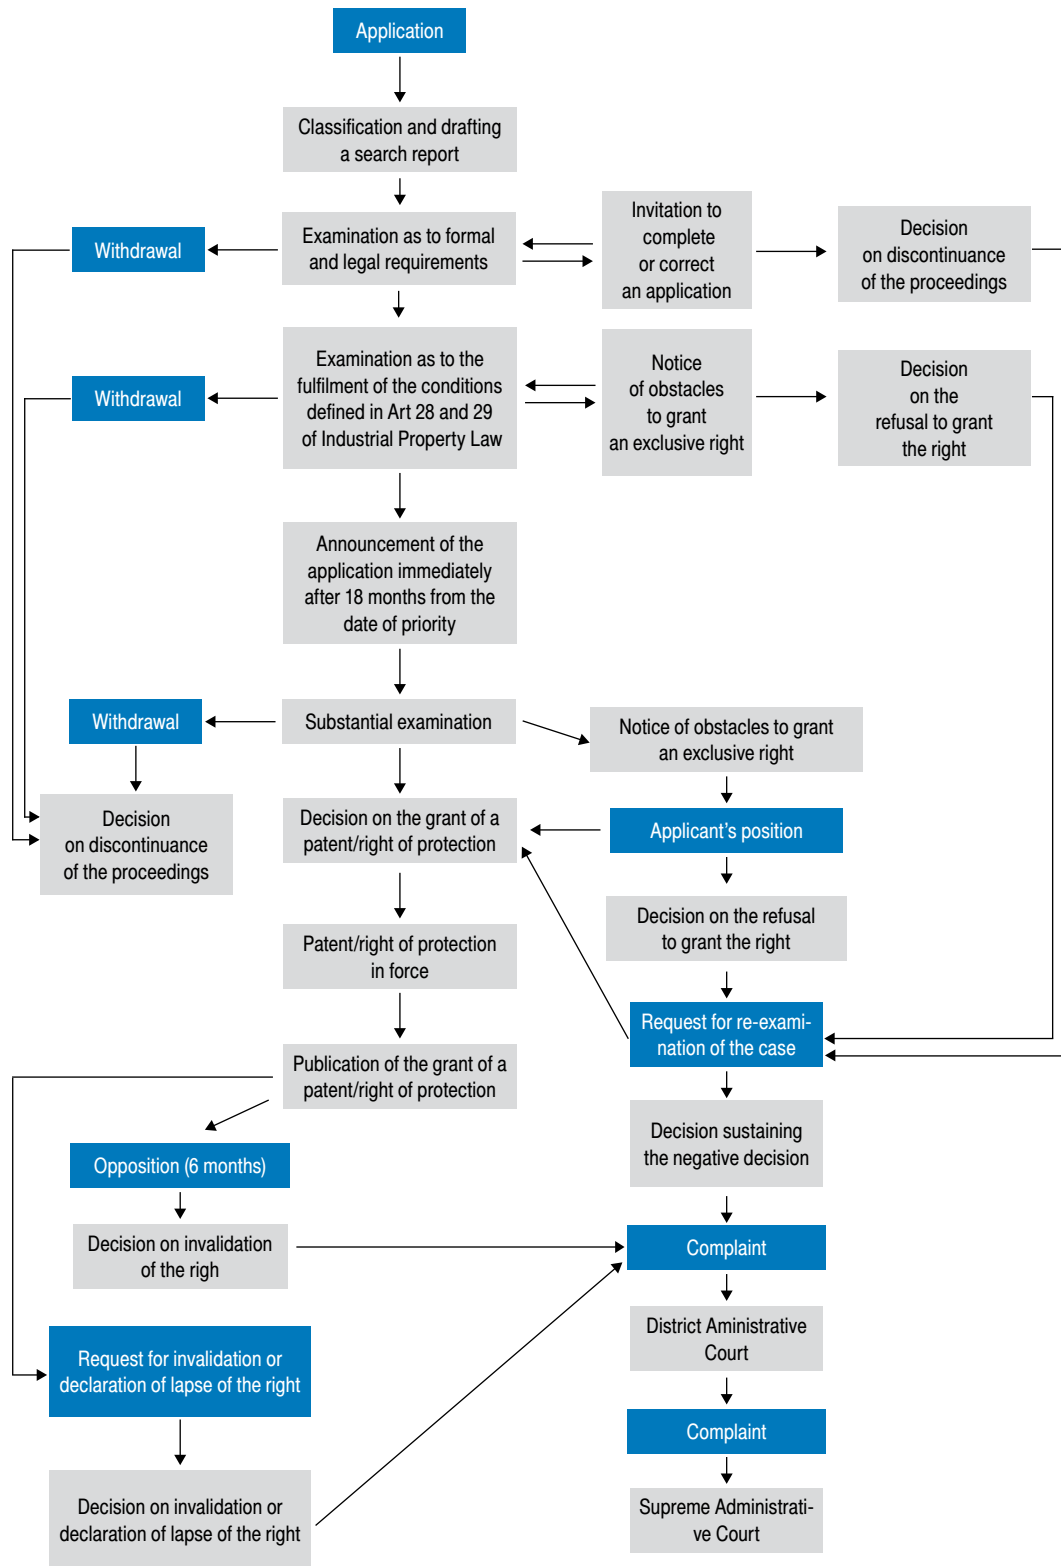 Application
Classification and drafting
a search report
Withdrawal
Examination as to formal
and legal requirements
Invitation to
complete
or correct
an application
Decision
on discontinuance
of the proceedings
Withdrawal
Examination as to the
fulfilment of the conditions
defined in Art 28 and 29
of Industrial Property Law
Notice
of obstacles
to grant
an exclusive right
Decision
on the
refusal to grant
the right
Announcement of the
application immediately
after 18 months from the
date of priority
Withdrawal
Substantial examination
Notice of obstacles to grant
an exclusive right
Decision
on discontinuance
of the proceedings
Decision on the grant of a
patent/right of protection
Applicant's position
Decision on the refusal
to grant the right
Patent/right of protection
in force
Request for re-exami-
nation of the case
Publication of the grant of a
patent/right of protection
Decision sustaining
the negative decision
Opposition (6 months)
Decision on invalidation
of the righ
Complaint
District Aministrative
Court
Request for invalidation or
declaration of lapse of the right
Complaint
Decision on invalidation or
declaration of lapse of the right
Supreme Administrati-
ve Court